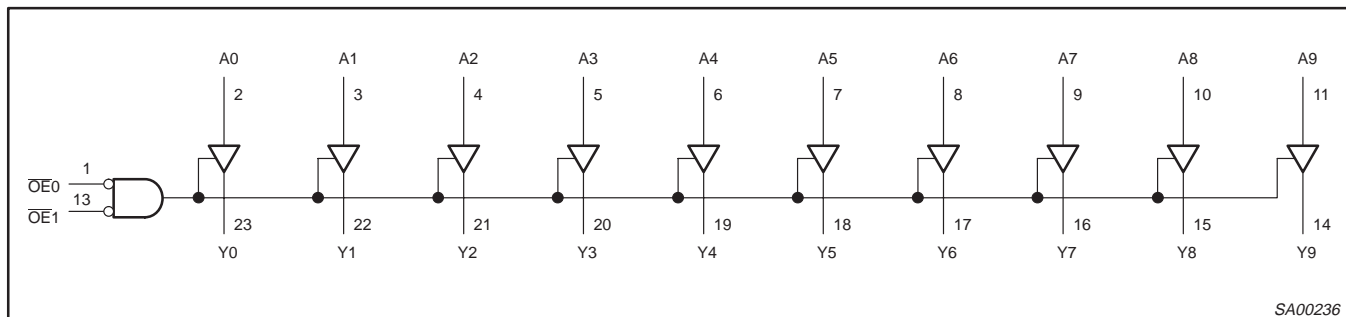 A0 A1 A2 A3 A4 A5 A6 A7 A8 A9
2 3 4 5 6 7 8 9 10 11
1
O̅E̅0
13
O̅E̅1
23 22 21 20 19 18 17 16 15 14
Y0 Y1 Y2 Y3 Y4 Y5 Y6 Y7 Y8 Y9
SA00236